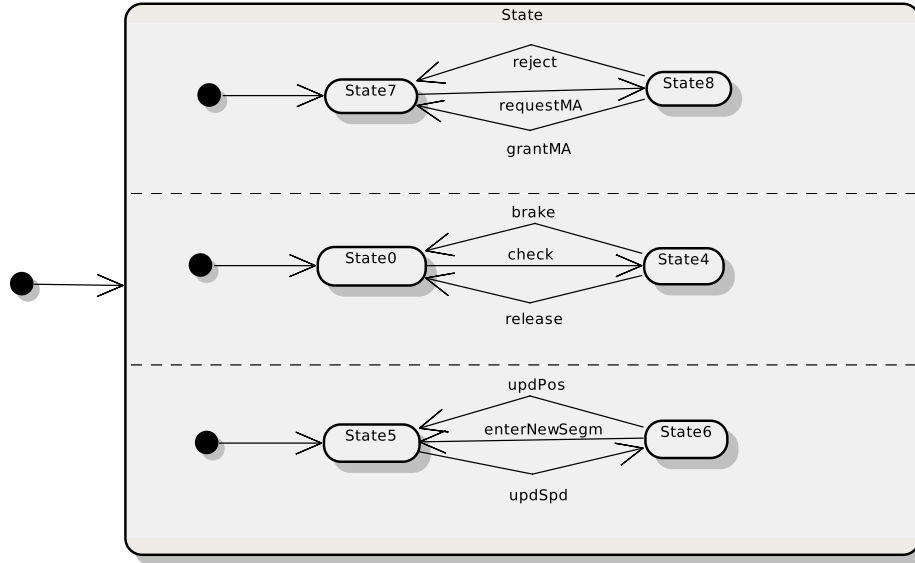 State
reject
State7
State8
requestMA
grantMA
brake
check
State0
State4
release
updPos
enterNewSegm
State5
State6
updSpd